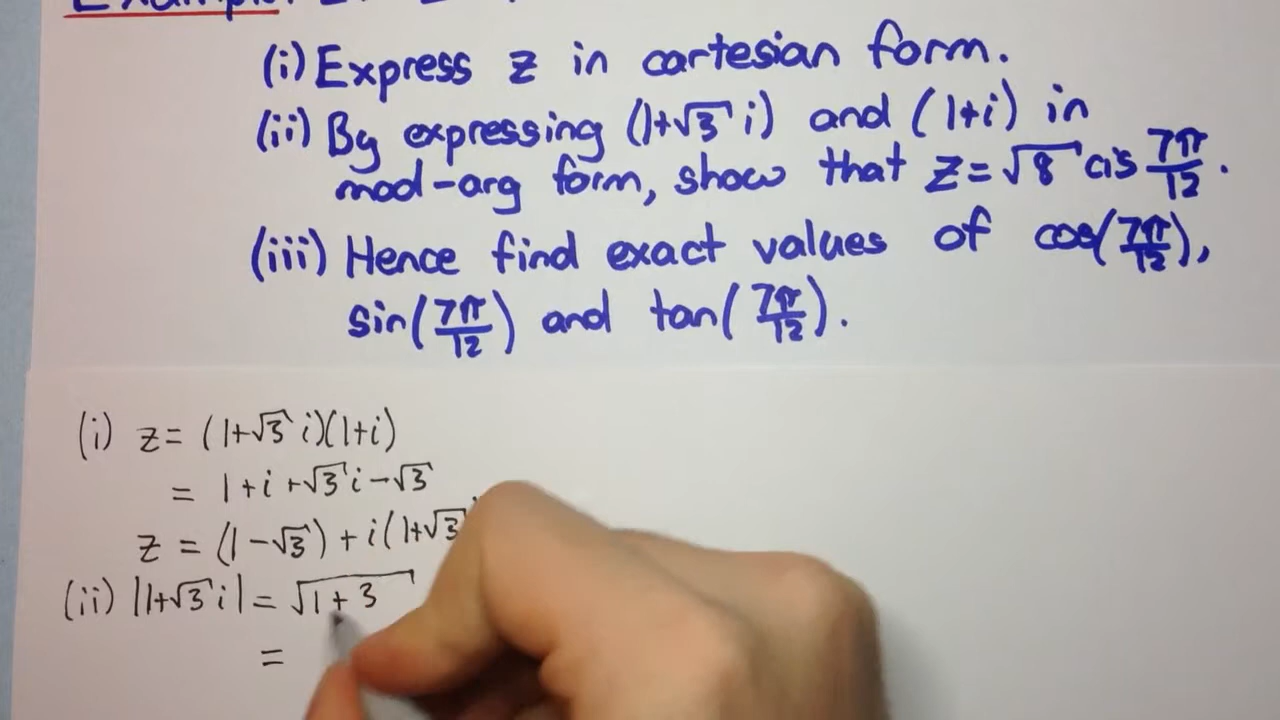 Example:
(i) Express z in cartesian form.
(ii) By expressing (1+√3 i) and (1+i) in
mod-arg form, show that z = √8 cis 7π/12.
(iii) Hence find exact values of cos(7π/12),
sin(7π/12) and tan(7π/12).
(i) z = (1+√3 i)(1+i)
= 1+i+√3 i-√3
z = (1-√3)+i(1+√3
(ii) |1+√3 i| = √1+3
=